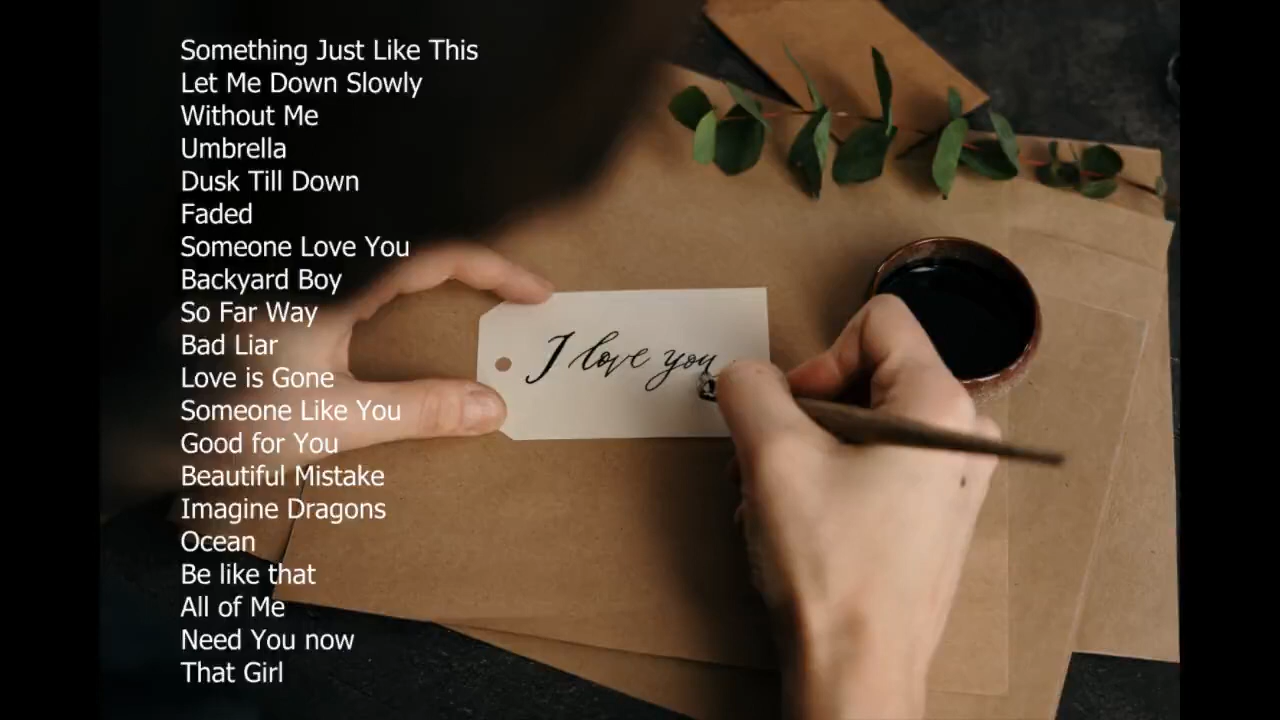 Something Just Like This
Let Me Down Slowly
Without Me
Umbrella
Dusk Till Down
Faded
Someone Love You
Backyard Boy
So Far Way
Bad Liar
Love is Gone
Someone Like You
Good for You
Beautiful Mistake
Imagine Dragons
Ocean
Be like that
All of Me
Need You now
That Girl
I love you